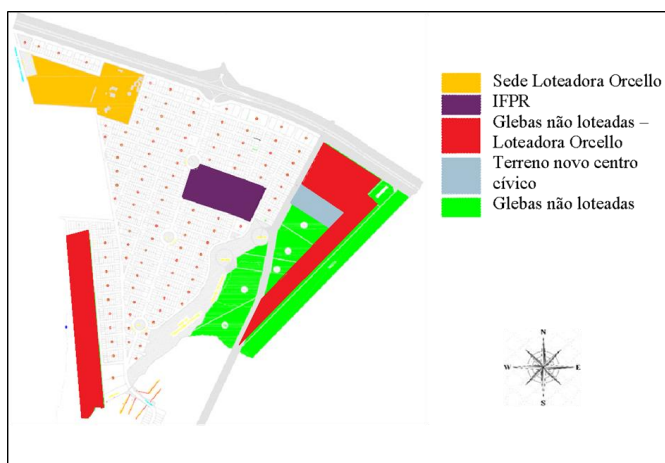 Sede Loteadora Orcello
IFPR
Glebas não loteadas –
Loteadora Orcello
Terreno novo centro
cívico
Glebas não loteadas
N
W
E
S